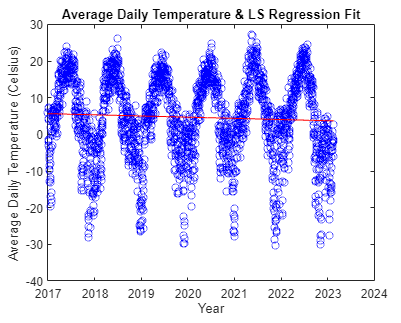 Average Daily Temperature & LS Regression Fit
30
20
10
0
-10
-20
-30
-40
Average Daily Temperature (Celsius)
2017 2018 2019 2020 2021 2022 2023 2024
Year